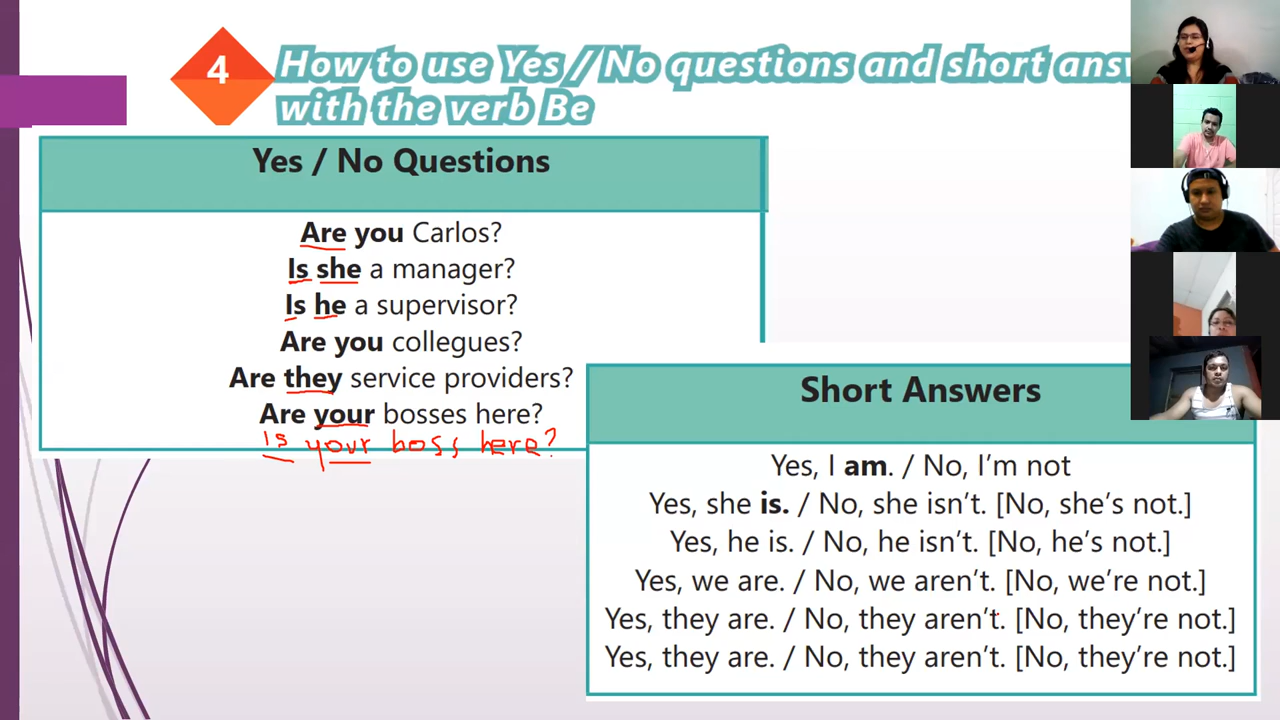 4
How to use Yes / No questions and short ans
with the verb Be
Yes / No Questions
Are you Carlos?
Is she a manager?
Is he a supervisor?
Are you collegues?
Are they service providers?
Are your bosses here?
Is your boss here?
Short Answers
Yes, I am. / No, I'm not
Yes, she is. / No, she isn't. [No, she's not.]
Yes, he is. / No, he isn't. [No, he's not.]
Yes, we are. / No, we aren't. [No, we're not.]
Yes, they are. / No, they aren't. [No, they're not.]
Yes, they are. / No, they aren't. [No, they're not.]